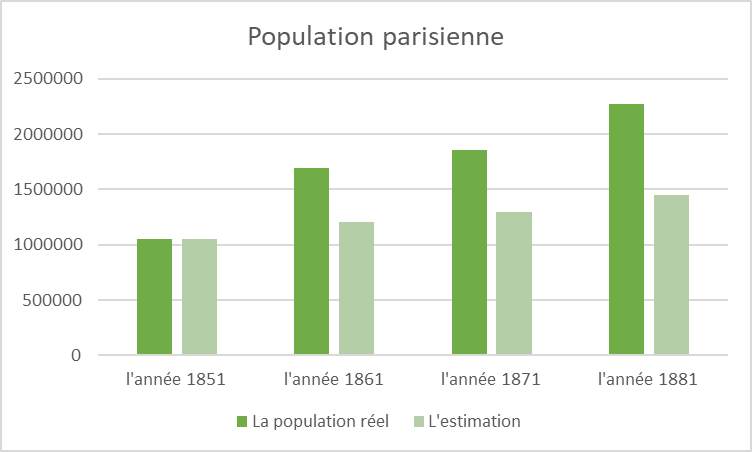 Population parisienne
2500000
2000000
1500000
1000000
500000
0
l'année 1851 l'année 1861 l'année 1871 l'année 1881
La population réel L'estimation